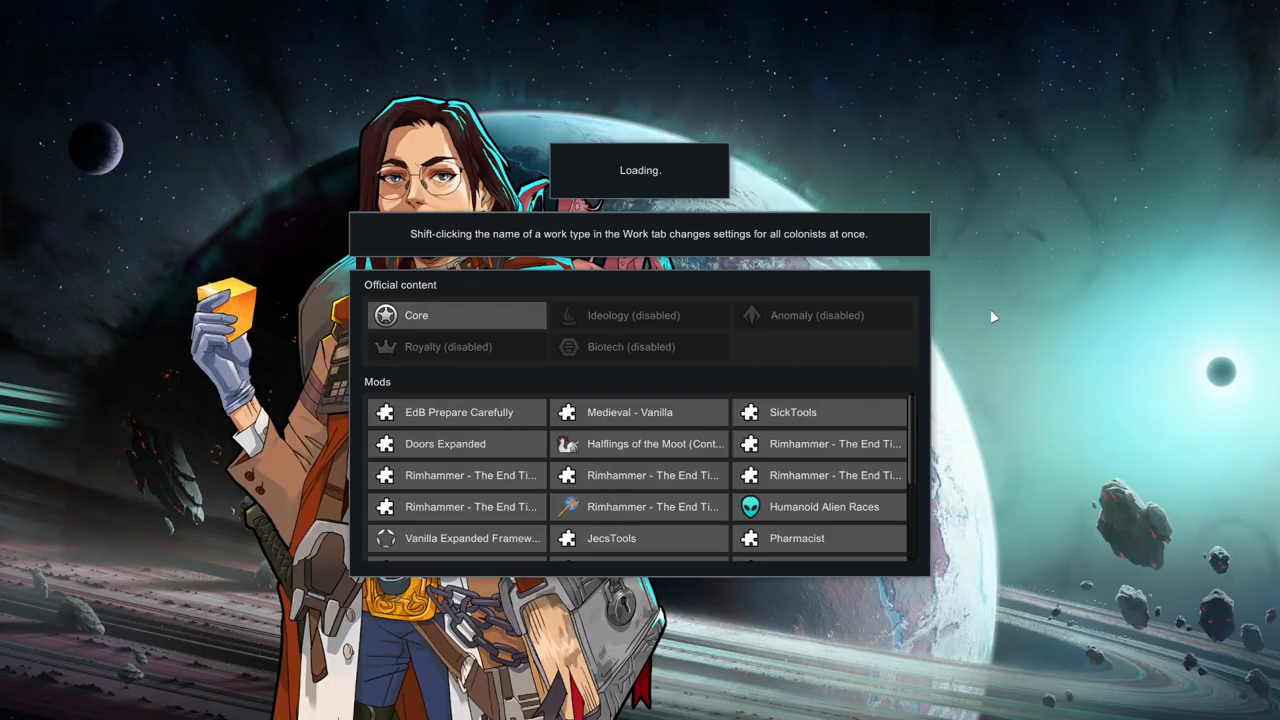 Loading.
Shift-clicking the name of a work type in the Work tab changes settings for all colonists at once.
Official content
Core
Ideology (disabled)
Anomaly (disabled)
Royalty (disabled)
Biotech (disabled)
Mods
EdB Prepare Carefully
Medieval - Vanilla
SickTools
Doors Expanded
Halflings of the Moot (Cont...
Rimhammer - The End Ti...
Rimhammer - The End Ti...
Rimhammer - The End Ti...
Rimhammer - The End Ti...
Rimhammer - The End Ti...
Rimhammer - The End Ti...
Humanoid Alien Races
Vanilla Expanded Framew...
JecsTools
Pharmacist